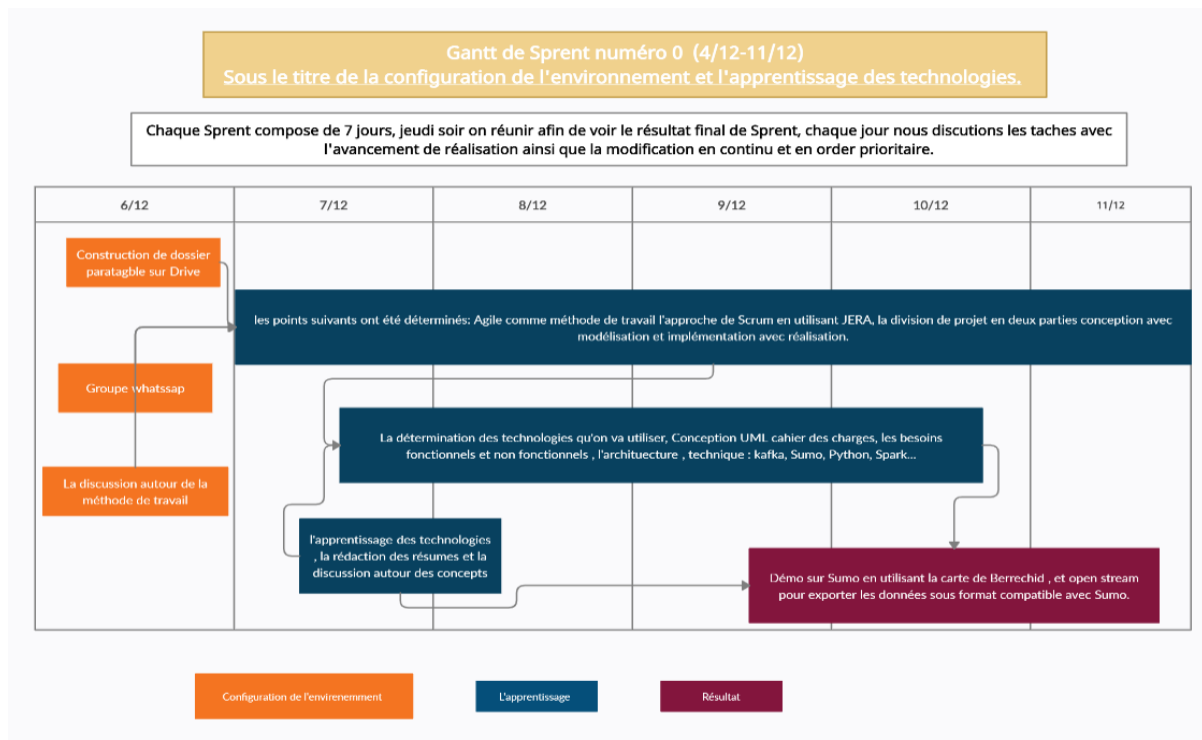 Gantt de Sprent numéro 0 (4/12-11/12)
Sous le titre de la configuration de l'environnement et l'apprentissage des technologies.
Chaque Sprent compose de 7 jours, jeudi soir on réunir afin de voir le résultat final de Sprent, chaque jour nous discutions les taches avec
l'avancement de réalisation ainsi que la modification en continu et en order prioritaire.
6/12
7/12
8/12
9/12
10/12
11/12
Construction de dossier
paratagble sur Drive
les points suivants ont été déterminés: Agile comme méthode de travail l'approche de Scrum en utilisant JERA, la division de projet en deux parties conception avec
modélisation et implémentation avec réalisation.
Groupe whatssap
La détermination des technologies qu'on va utiliser, Conception UML cahier des charges, les besoins
fonctionnels et non fonctionnels , l'archituecture , technique : kafka, Sumo, Python, Spark...
La discussion autour de la
méthode de travail
l'apprentissage des technologies
, la rédaction des résumes et la
discussion autour des concepts
Démo sur Sumo en utilisant la carte de Berrechid , et open stream
pour exporter les données sous format compatible avec Sumo.
Configuration de l'envirenemment
L'apprentissage
Résultat